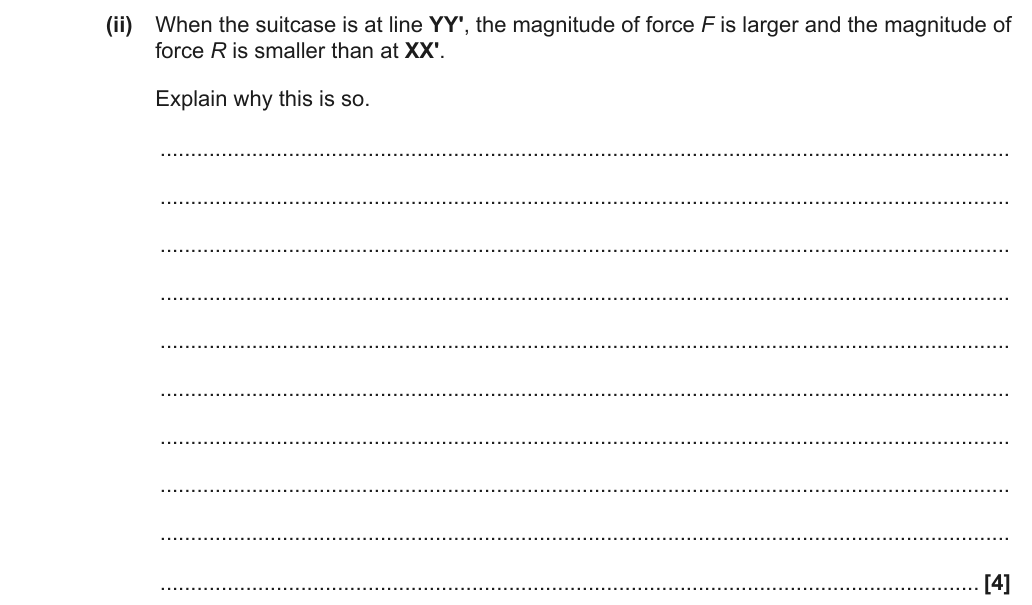 (ii) When the suitcase is at line YY', the magnitude of force F is larger and the magnitude of
force R is smaller than at XX'.
Explain why this is so.
[4]